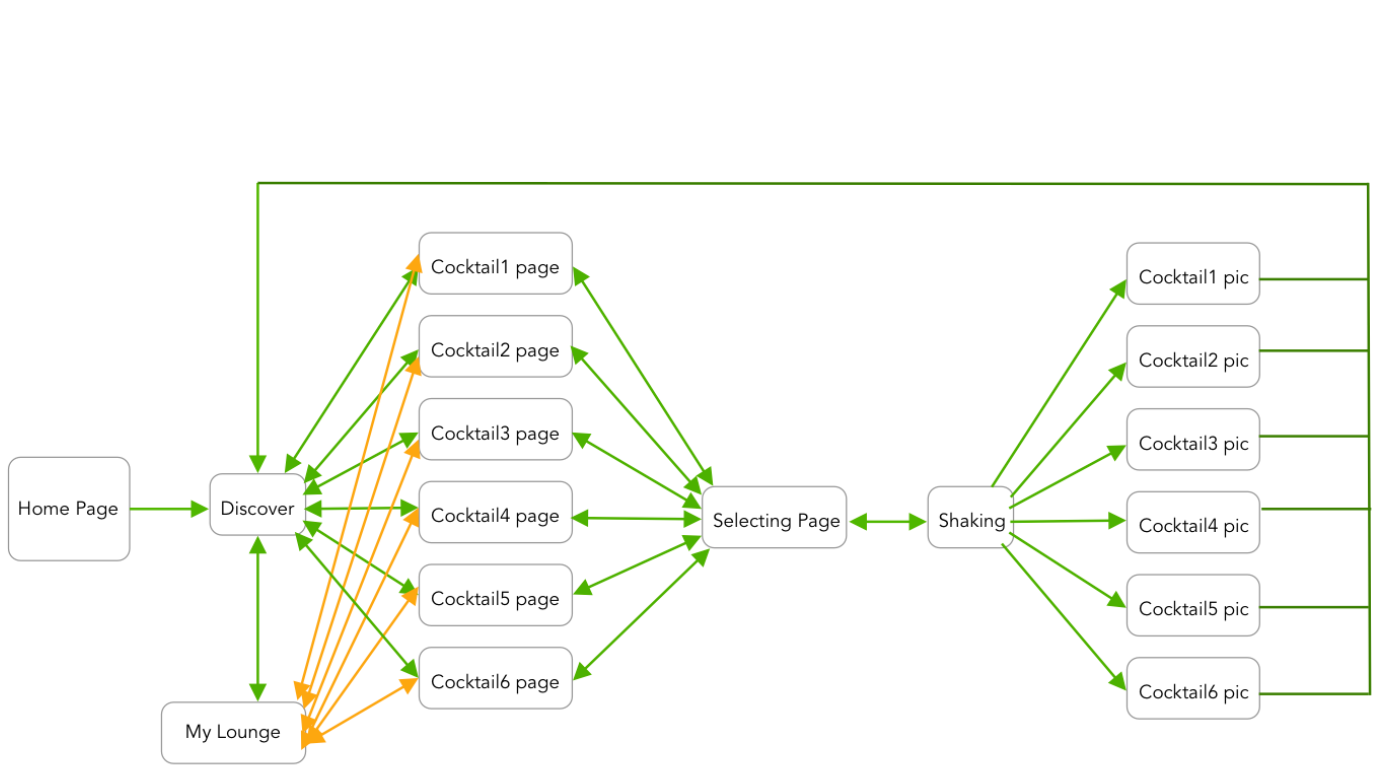 Home Page
Discover
My Lounge
Cocktail1 page
Cocktail2 page
Cocktail3 page
Cocktail4 page
Cocktail5 page
Cocktail6 page
Selecting Page
Shaking
Cocktail1 pic
Cocktail2 pic
Cocktail3 pic
Cocktail4 pic
Cocktail5 pic
Cocktail6 pic